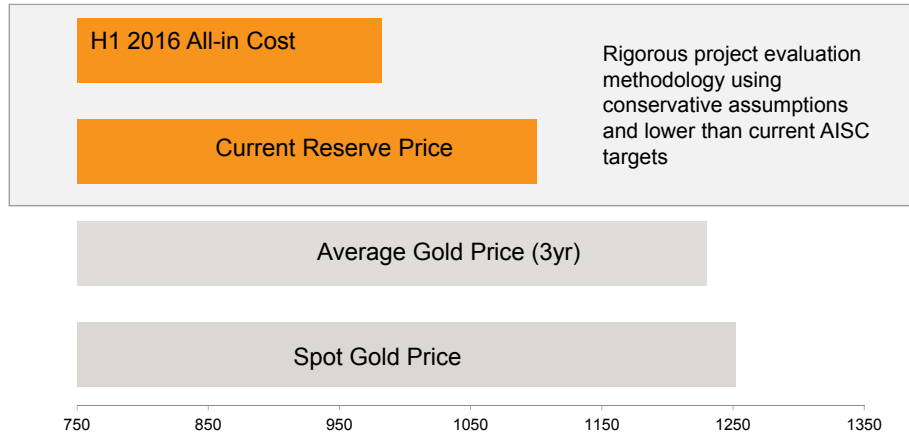 H1 2016 All-in Cost
Rigorous project evaluation
methodology using
conservative assumptions
and lower than current AISC
targets
Current Reserve Price
Average Gold Price (3yr)
Spot Gold Price
750 850 950 1050 1150 1250 1350